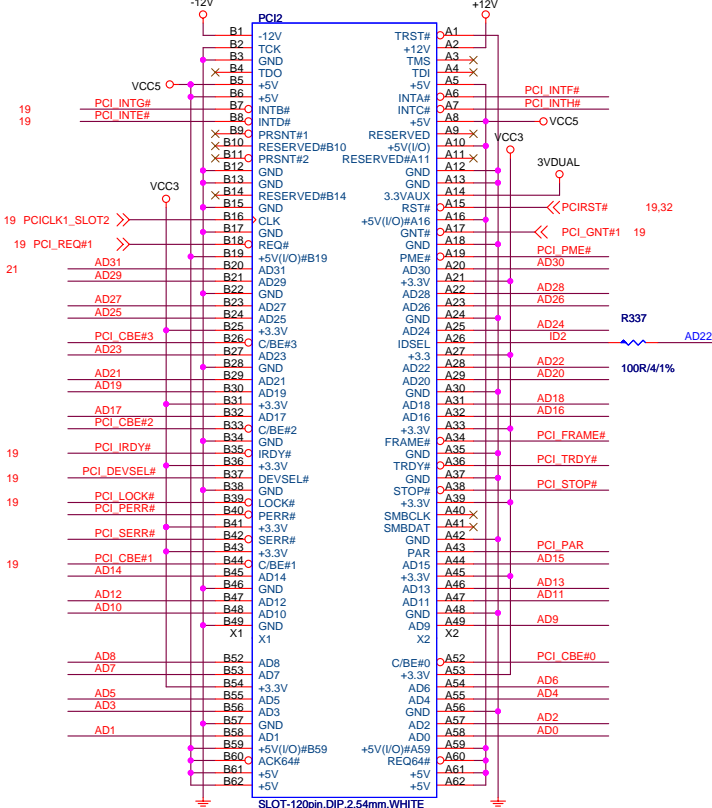 -12V +12V
PCI2
B1 -12V TRST# A1
B2 TCK +12V A2
B3 GND TMS A3
B4 TDO TDI A4
VCC5 B5 +5V +5V A5
B6 +5V INTA# A6 PCI_INTF#
19 PCI_INTG# B7 INTB# INTC# A7 PCI_INTH#
19 PCI_INTE# B8 INTD# +5V A8 VCC5
B9 PRSNT#1 RESERVED A9
B10 RESERVED#B10 +5V(I/O) A10 VCC3
B11 PRSNT#2 RESERVED#A11 A11
B12 GND GND A12
B13 GND GND A13 3VDUAL
B14 RESERVED#B14 3.3VAUX A14
VCC3 B15 GND RST# A15 PCIRST# 19,32
19 PCICLK1_SLOT2 B16 CLK +5V(I/O)#A16 A16
B17 GND GNT# A17 PCI_GNT#1 19
19 PCI_REQ#1 B18 REQ# GND A18
B19 +5V(I/O)#B19 PME# A19 PCI_PME#
21 AD31 B20 AD31 AD30 A20 AD30
AD29 B21 AD29 +3.3V A21
B22 GND AD28 A22 AD28
AD27 B23 AD27 AD26 A23 AD26
AD25 B24 AD25 GND A24
B25 +3.3V AD24 A25 AD24 R337
PCI_CBE#3 B26 C/BE#3 IDSEL A26 ID2 AD22
AD23 B27 AD23 +3.3 A27
B28 GND AD22 A28 AD22 100R/4/1%
AD21 B29 AD21 AD20 A29 AD20
AD19 B30 AD19 GND A30
B31 +3.3V AD18 A31 AD18
AD17 B32 AD17 AD16 A32 AD16
PCI_CBE#2 B33 C/BE#2 +3.3V A33
B34 GND FRAME# A34 PCI_FRAME#
19 PCI_IRDY# B35 IRDY# GND A35
B36 +3.3V TRDY# A36 PCI_TRDY#
19 PCI_DEVSEL# B37 DEVSEL# GND A37
B38 GND STOP# A38 PCI_STOP#
19 PCI_LOCK# B39 LOCK# +3.3V A39
PCI_PERR# B40 PERR# SMBCLK A40
B41 +3.3V SMBDAT A41
PCI_SERR# B42 SERR# GND A42
B43 +3.3V PAR A43 PCI_PAR
19 PCI_CBE#1 B44 C/BE#1 AD15 A44 AD15
AD14 B45 AD14 +3.3V A45
B46 GND AD13 A46 AD13
AD12 B47 AD12 AD11 A47 AD11
AD10 B48 AD10 GND A48
B49 GND AD9 A49 AD9
X1 X1 X2 X2
AD8 B52 AD8 C/BE#0 A52 PCI_CBE#0
AD7 B53 AD7 +3.3V A53
B54 +3.3V AD6 A54 AD6
AD5 B55 AD5 AD4 A55 AD4
AD3 B56 AD3 GND A56
B57 GND AD2 A57 AD2
AD1 B58 AD1 AD0 A58 AD0
B59 +5V(I/O)#B59 +5V(I/O)#A59 A59
B60 ACK64# REQ64# A60
B61 +5V +5V A61
B62 +5V +5V A62
SLOT-120pin,DIP,2.54mm,WHITE